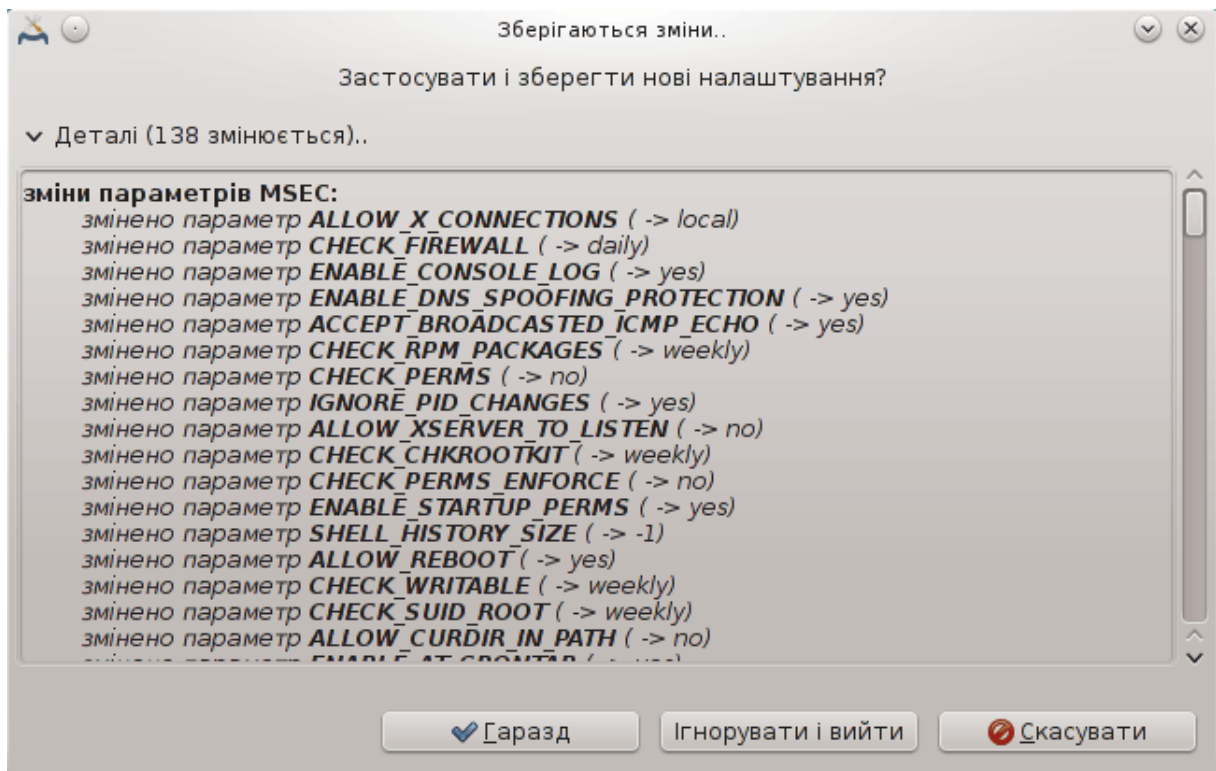 Зберігаються зміни..
Застосувати і зберегти нові налаштування?
Деталі (138 змінюється)..
зміни параметрів MSEC:
змінено параметр ALLOW_X_CONNECTIONS ( -> local)
змінено параметр CHECK_FIREWALL ( -> daily)
змінено параметр ENABLE_CONSOLE_LOG ( -> yes)
змінено параметр ENABLE_DNS_SPOOFING_PROTECTION ( -> yes)
змінено параметр ACCEPT_BROADCASTED_ICMP_ECHO ( -> yes)
змінено параметр CHECK_RPM_PACKAGES ( -> weekly)
змінено параметр CHECK_PERMS ( -> no)
змінено параметр IGNORE_PID_CHANGES ( -> yes)
змінено параметр ALLOW_XSERVER_TO_LISTEN ( -> no)
змінено параметр CHECK_CHKROOTKIT ( -> weekly)
змінено параметр CHECK_PERMS_ENFORCE ( -> no)
змінено параметр ENABLE_STARTUP_PERMS ( -> yes)
змінено параметр SHELL_HISTORY_SIZE ( -> -1)
змінено параметр ALLOW_REBOOT ( -> yes)
змінено параметр CHECK_WRITABLE ( -> weekly)
змінено параметр CHECK_SUID_ROOT ( -> weekly)
змінено параметр ALLOW_CURDIR_IN_PATH ( -> no)
змінено параметр ENABLE_AT_CRONTAB ( -> yes)
Гаразд Ігнорувати і вийти Скасувати